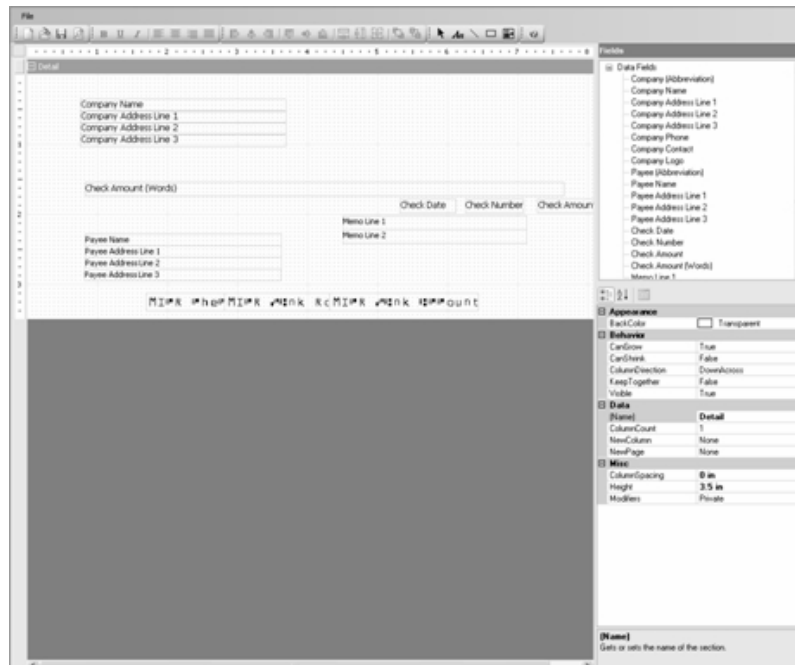 File
Detail
Company Name
Company Address Line 1
Company Address Line 2
Company Address Line 3
Check Amount (Words)
Check Date Check Number Check Amoun
Memo Line 1
Memo Line 2
Payee Name
Payee Address Line 1
Payee Address Line 2
Payee Address Line 3
Fields
Data Fields
Company (Abbreviation)
Company Name
Company Address Line 1
Company Address Line 2
Company Address Line 3
Company Phone
Company Contact
Company Logo
Payee (Abbreviation)
Payee Name
Payee Address Line 1
Payee Address Line 2
Payee Address Line 3
Check Date
Check Number
Check Amount
Check Amount (Words)
Memo Line 1
Appearance
BackColor Transparent
Behavior
CanGrow True
CanShrink False
ColumnDirection DownAcross
KeepTogether False
Visible True
Data
(Name) Detail
ColumnCount 1
NewColumn None
NewPage None
Misc
ColumnSpacing 0 in
Height 3.5 in
Modifiers Private
(Name)
Gets or sets the name of the section.